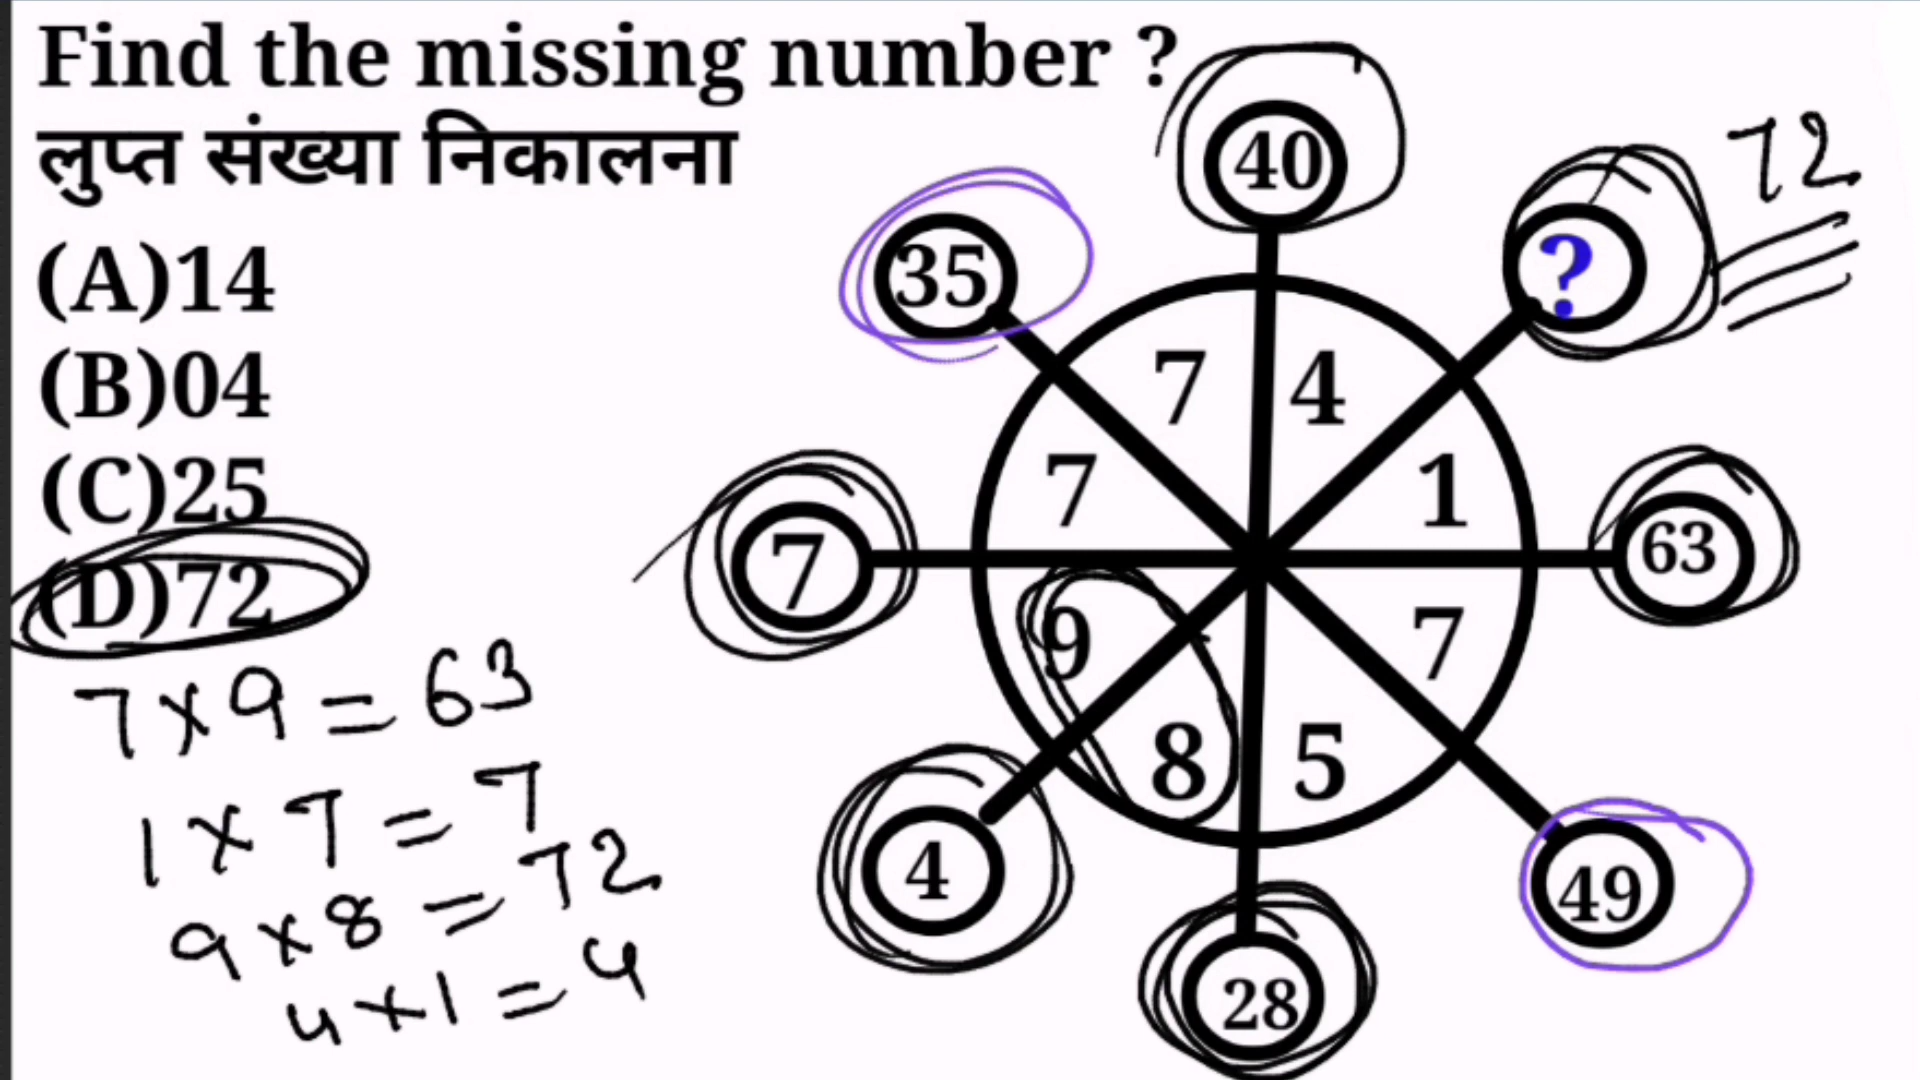 Find the missing number ?
लुप्त संख्या निकालना
(A)14
(B)04
(C)25
(D)72
7×9=63
1×7=7
9×8=72
4×1=4
40
72
35
?
7 4
7 1
7
63
9 7
8 5
4
49
28